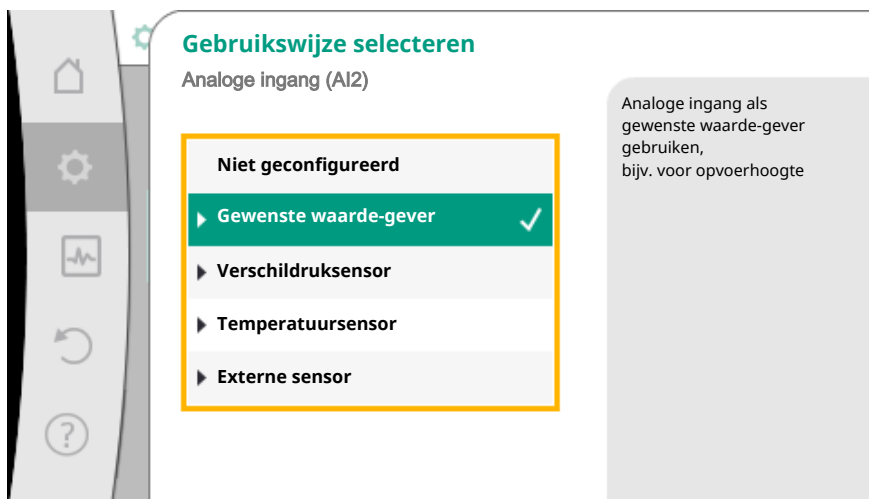 Gebruikswijze selecteren
Analoge ingang (AI2)
Niet geconfigureerd
Gewenste waarde-gever
Verschildruksensor
Temperatuursensor
Externe sensor
Analoge ingang als
gewenste waarde-gever
gebruiken,
bijv. voor opvoerhoogte
?